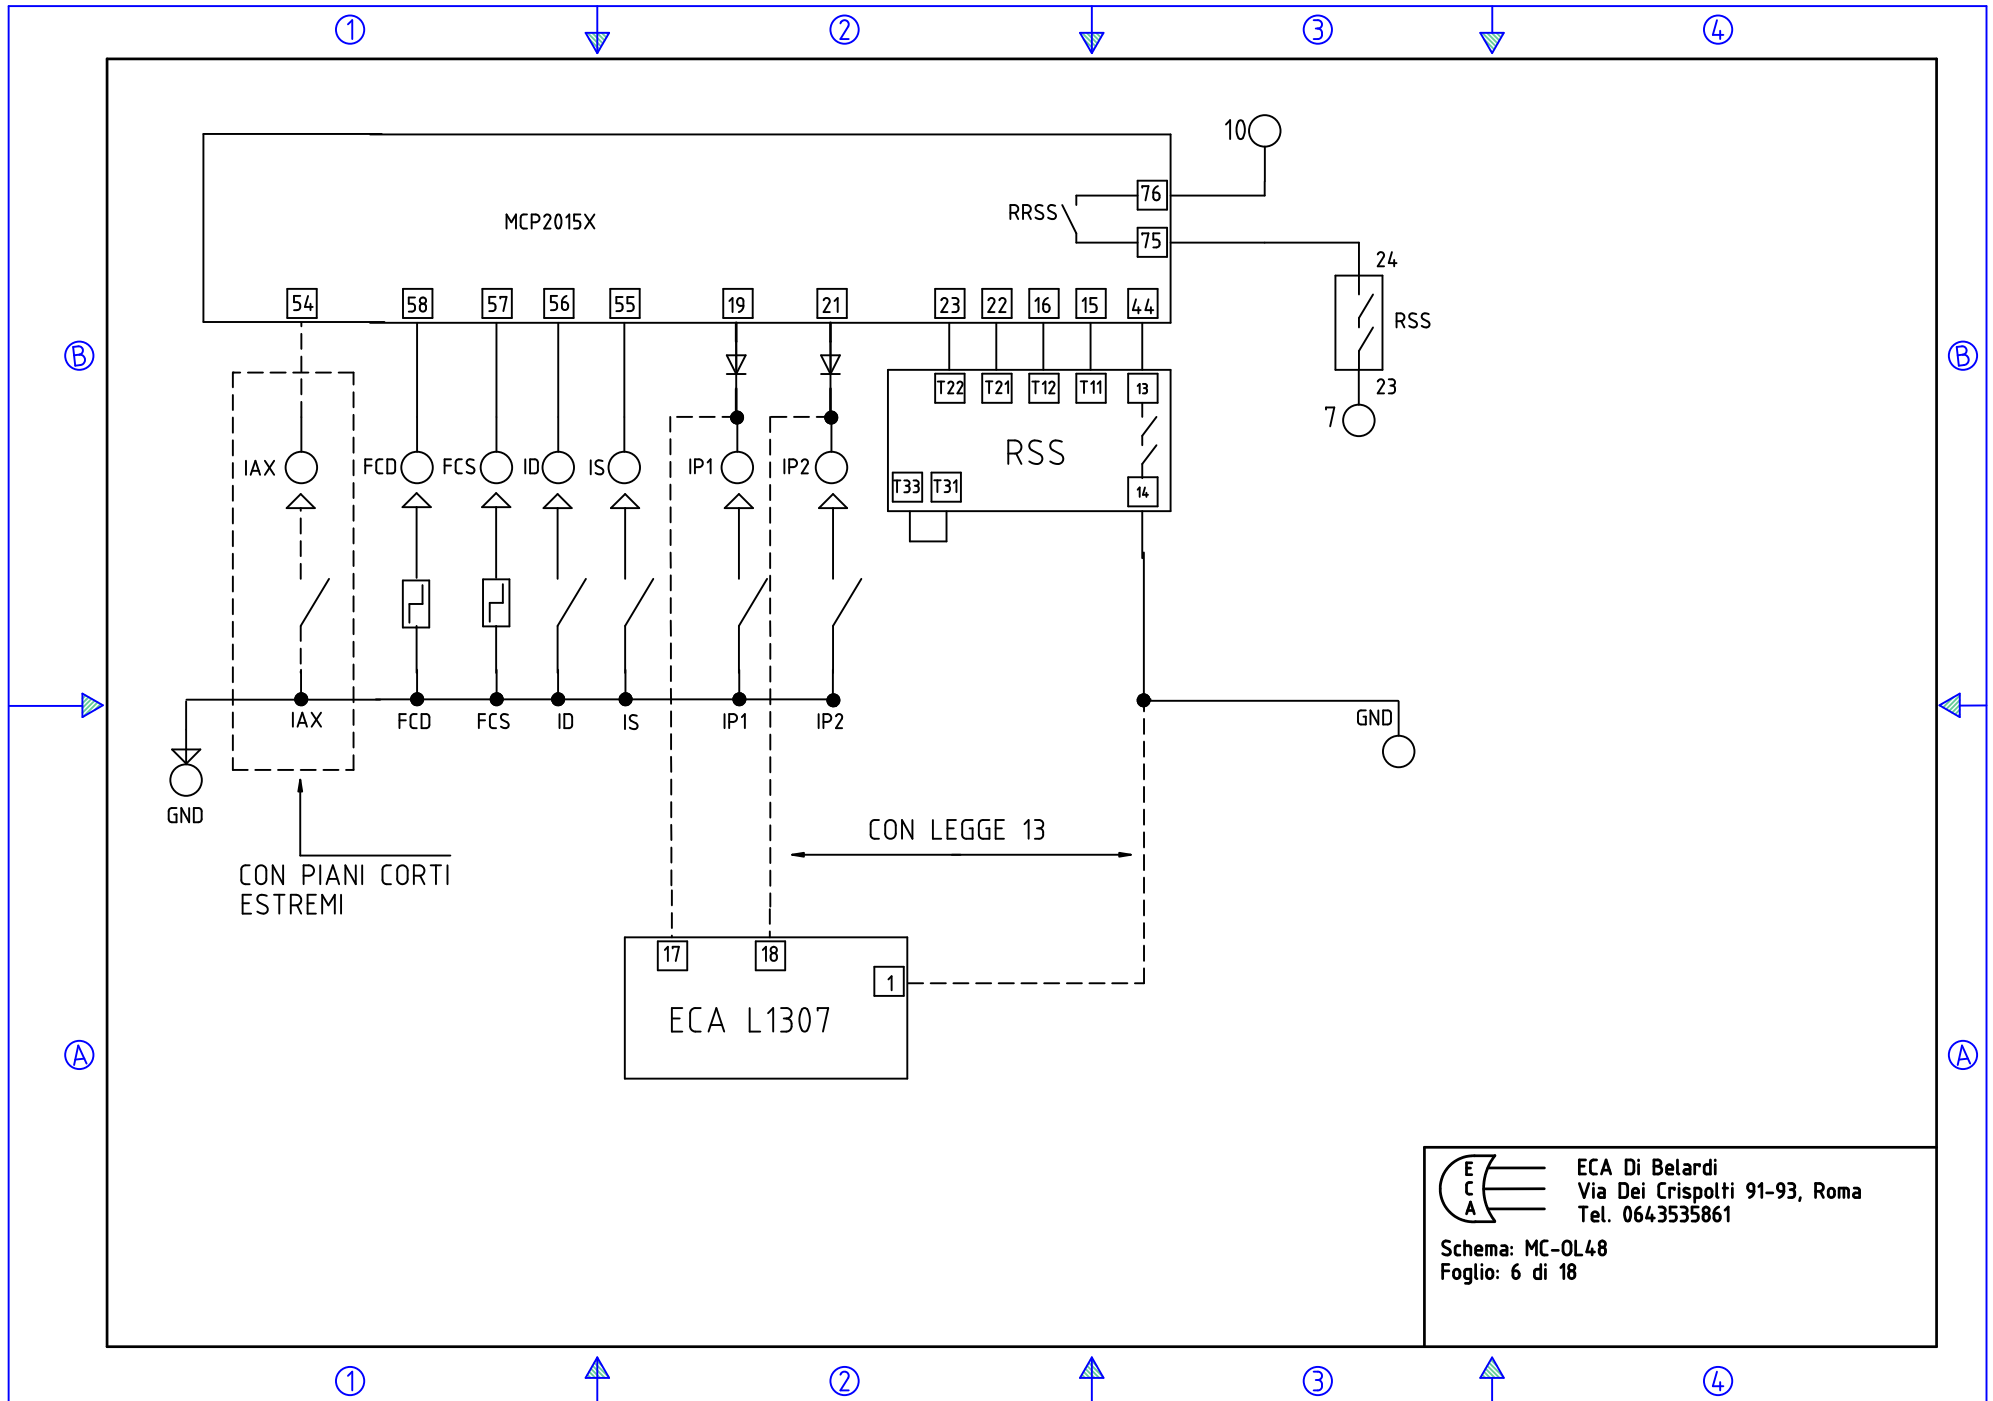 1 2 3 4
10
76
RRSS
MCP2015X
75
24
54 58 57 56 55 19 21 23 22 16 15 44
RSS
B B
T22 T21 T12 T11 13
23
7
RSS
IAX FCD FCS ID IS IP1 IP2
T33 T31 14
IAX FCD FCS ID IS IP1 IP2
GND
GND
CON LEGGE 13
CON PIANI CORTI
ESTREMI
17 18
1
ECA L1307
A A
E
C
A
ECA Di Belardi
Via Dei Crispolti 91-93, Roma
Tel. 0643535861
Schema: MC-OL48
Foglio: 6 di 18
1 2 3 4